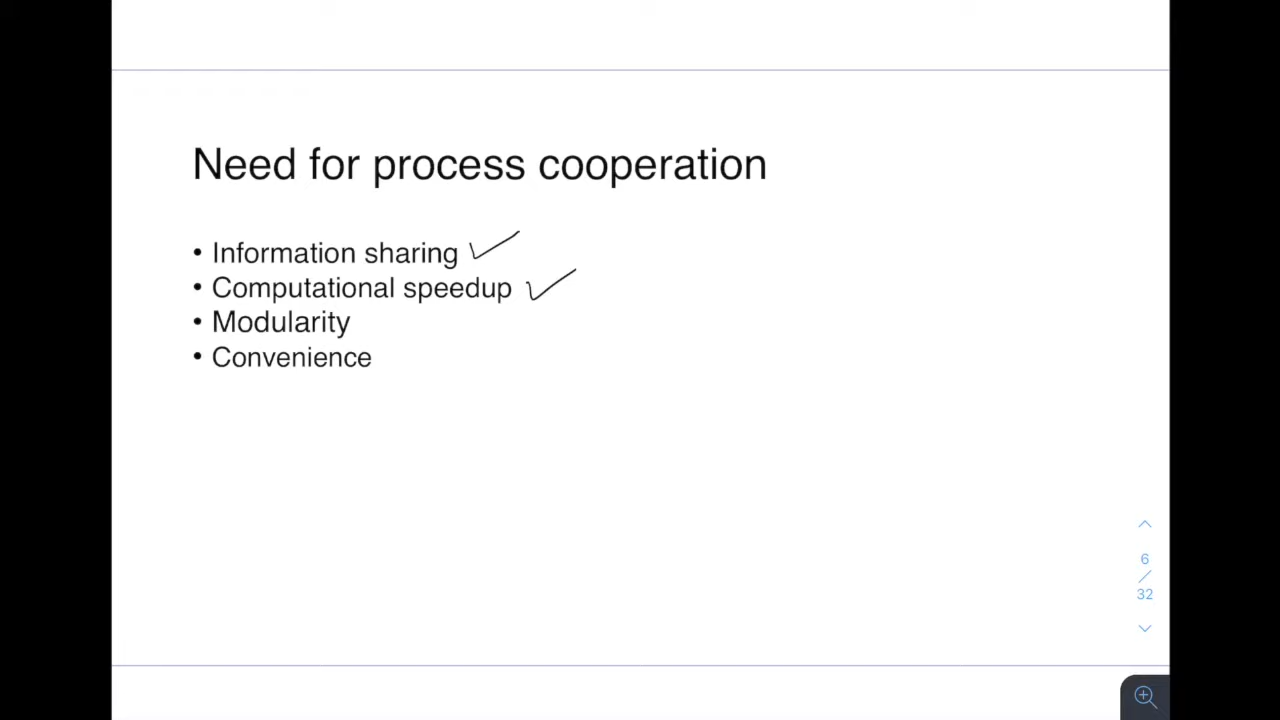 Need for process cooperation
• Information sharing
• Computational speedup
• Modularity
• Convenience
6
/
32